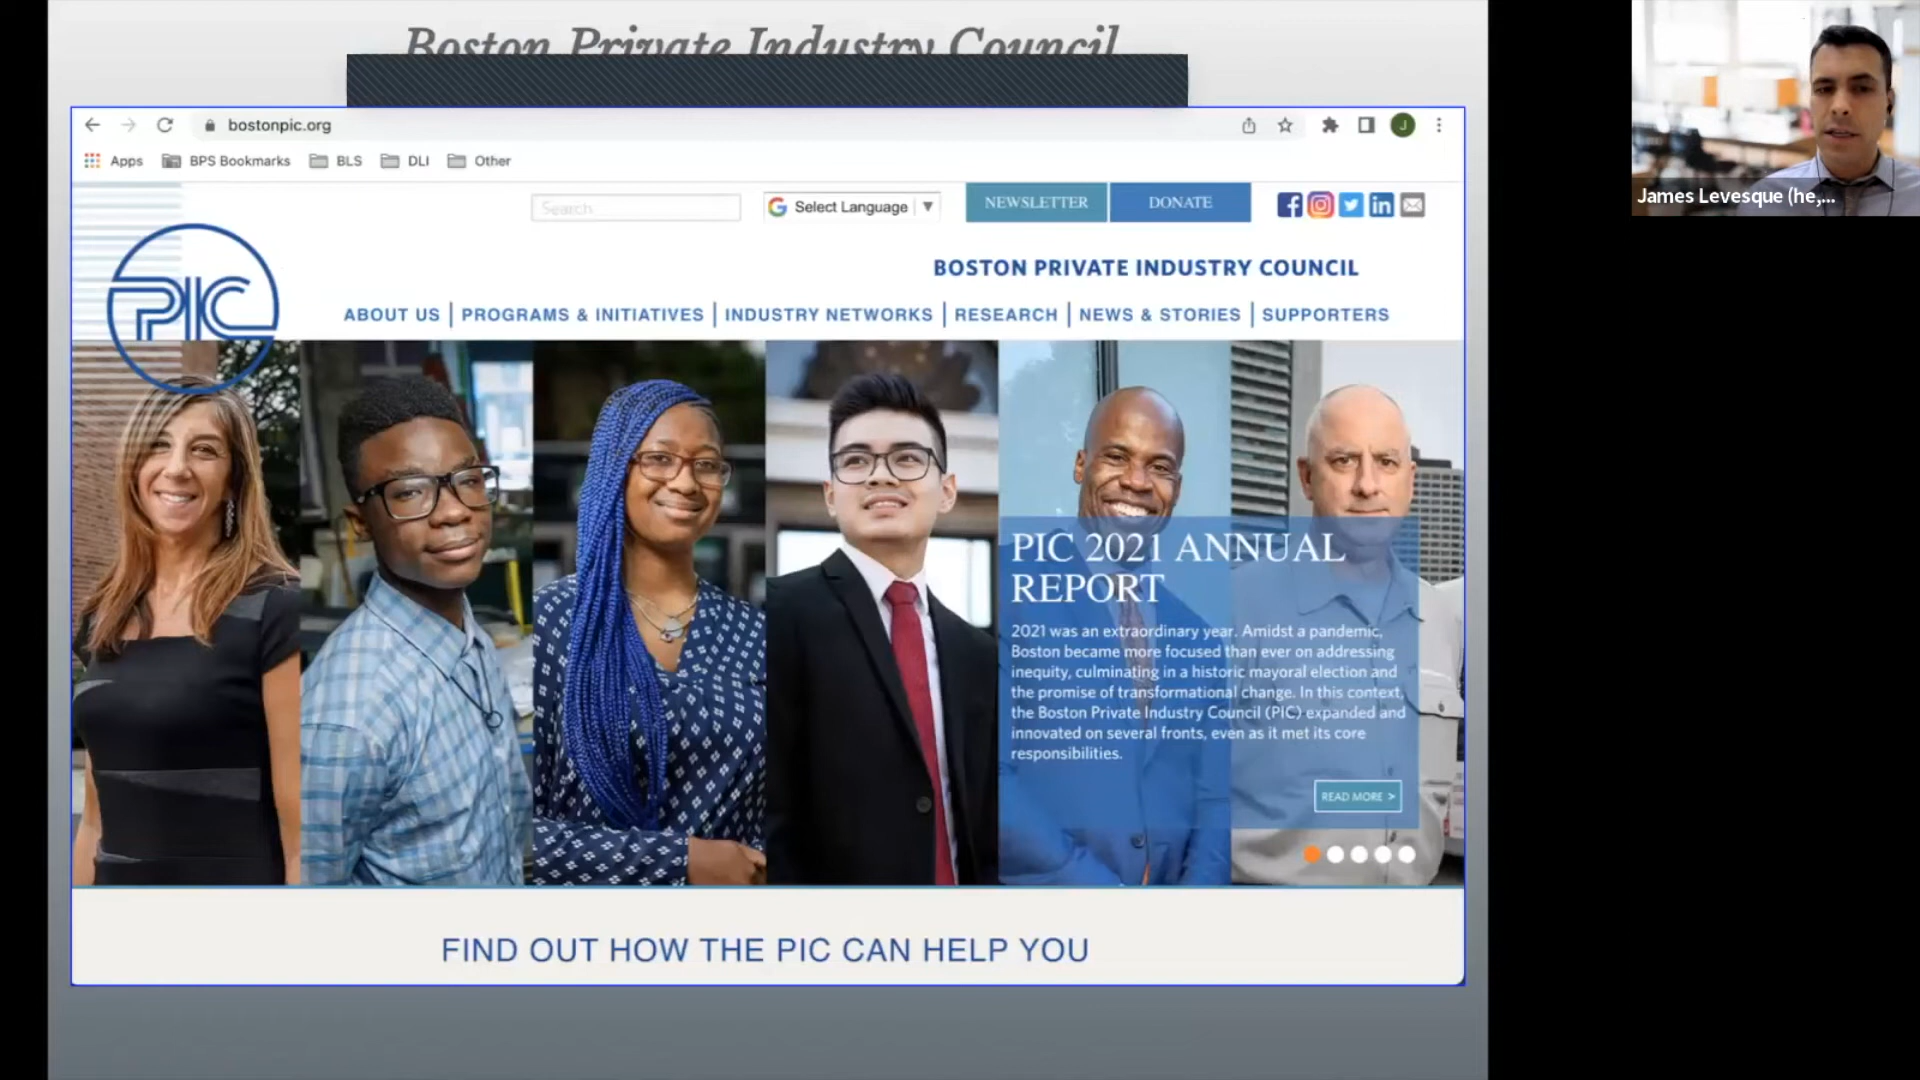 Boston Private Industry Council
bostonpic.org
J
Apps BPS Bookmarks BLS DLI Other
Search
Select Language ▼
NEWSLETTER
DONATE
PIC
BOSTON PRIVATE INDUSTRY COUNCIL
ABOUT US | PROGRAMS & INITIATIVES | INDUSTRY NETWORKS | RESEARCH | NEWS & STORIES | SUPPORTERS
PIC 2021 ANNUAL
REPORT
2021 was an extraordinary year. Amidst a pandemic,
Boston became more focused than ever on addressing
inequity, culminating in a historic mayoral election and
the promise of transformational change. In this context,
the Boston Private Industry Council (PIC) expanded and
innovated on several fronts, even as it met its core
responsibilities.
READ MORE >
FIND OUT HOW THE PIC CAN HELP YOU
James Levesque (he,...